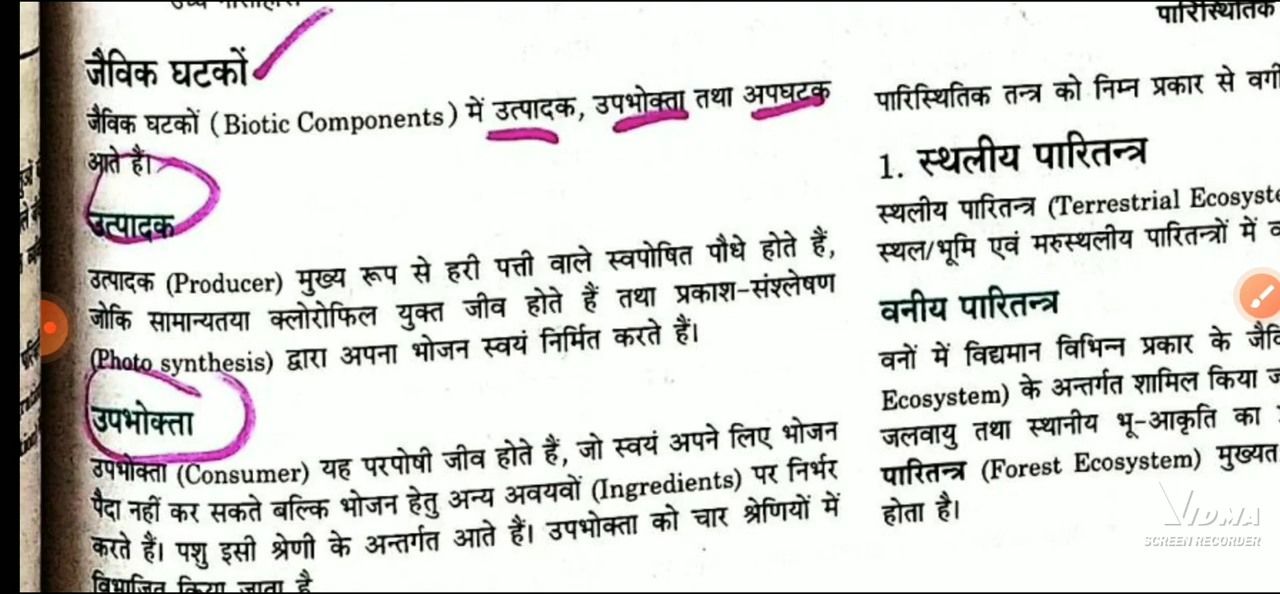 जैविक घटकों
जैविक घटकों (Biotic Components) में उत्पादक, उपभोक्ता तथा अपघटक
आते हैं।
उत्पादक
उत्पादक (Producer) मुख्य रूप से हरी पत्ती वाले स्वपोषित पौधे होते हैं,
जोकि सामान्यतया क्लोरोफिल युक्त जीव होते हैं तथा प्रकाश-संश्लेषण
(Photo synthesis) द्वारा अपना भोजन स्वयं निर्मित करते हैं।
उपभोक्ता
उपभोक्ता (Consumer) यह परपोषी जीव होते हैं, जो स्वयं अपने लिए भोजन
पैदा नहीं कर सकते बल्कि भोजन हेतु अन्य अवयवों (Ingredients) पर निर्भर
करते हैं। पशु इसी श्रेणी के अन्तर्गत आते हैं। उपभोक्ता को चार श्रेणियों में
विभाजित किया जाता है
पारिस्थितिक
पारिस्थितिक तन्त्र को निम्न प्रकार से
1. स्थलीय पारितन्त्र
स्थलीय पारितन्त्र (Terrestrial
स्थल/भूमि एवं मरुस्थलीय पारितन्त्रों में
वनीय पारितन्त्र
वनों में विद्यमान विभिन्न प्रकार के
Ecosystem) के अन्तर्गत शामिल किया
जलवायु तथा स्थानीय भू-आकृति का
पारितन्त्र (Forest Ecosystem) मुख्यत
होता है।
VIDMA
SCREEN RECORDER